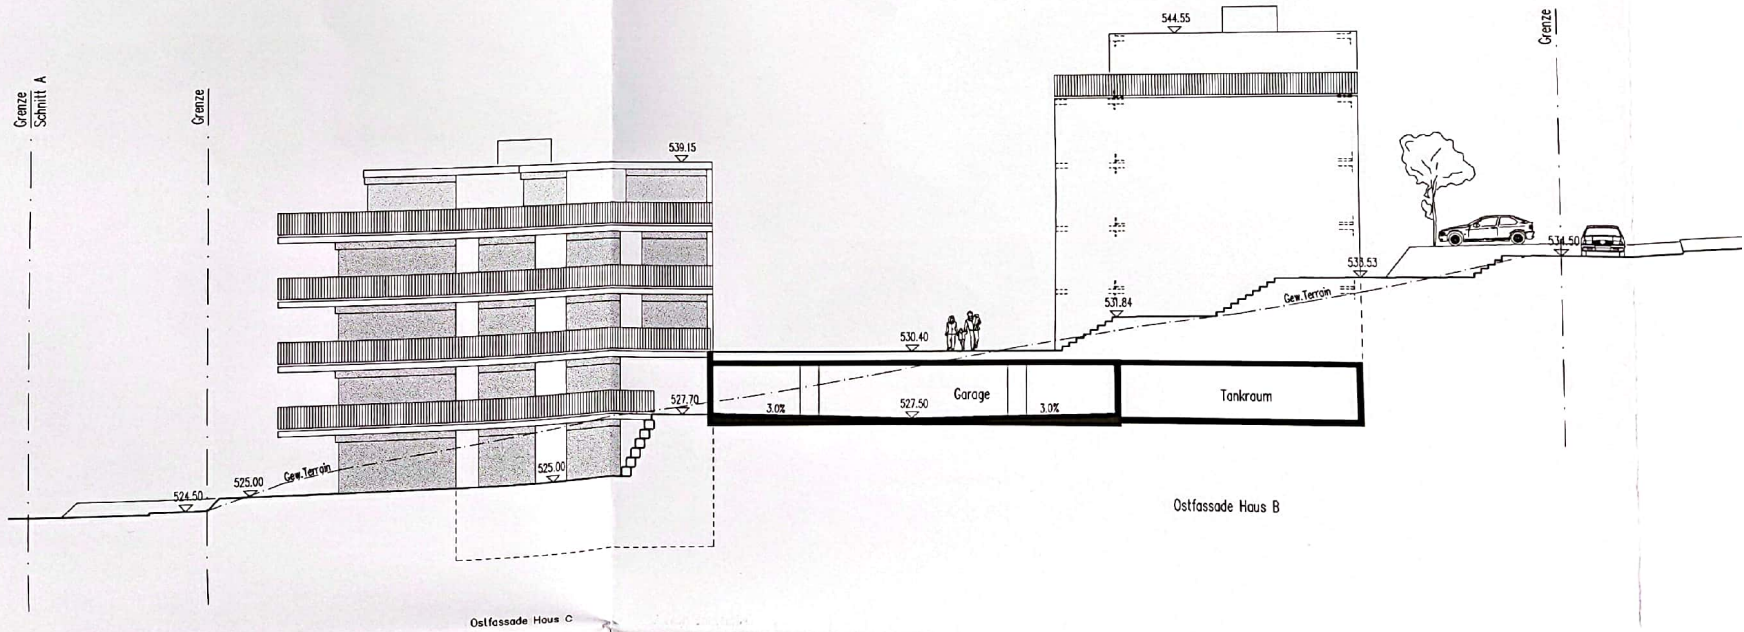 Grenze
Schnitt A
Grenze
Grenze
544.55
539.15
534.50
533.53
531.84
Gew.Terrain
530.40
527.70
3.0%
527.50
Garage
3.0%
Tankraum
Gew.Terrain
525.00
525.00
524.50
Ostfassade Haus B
Ostfassade Haus C